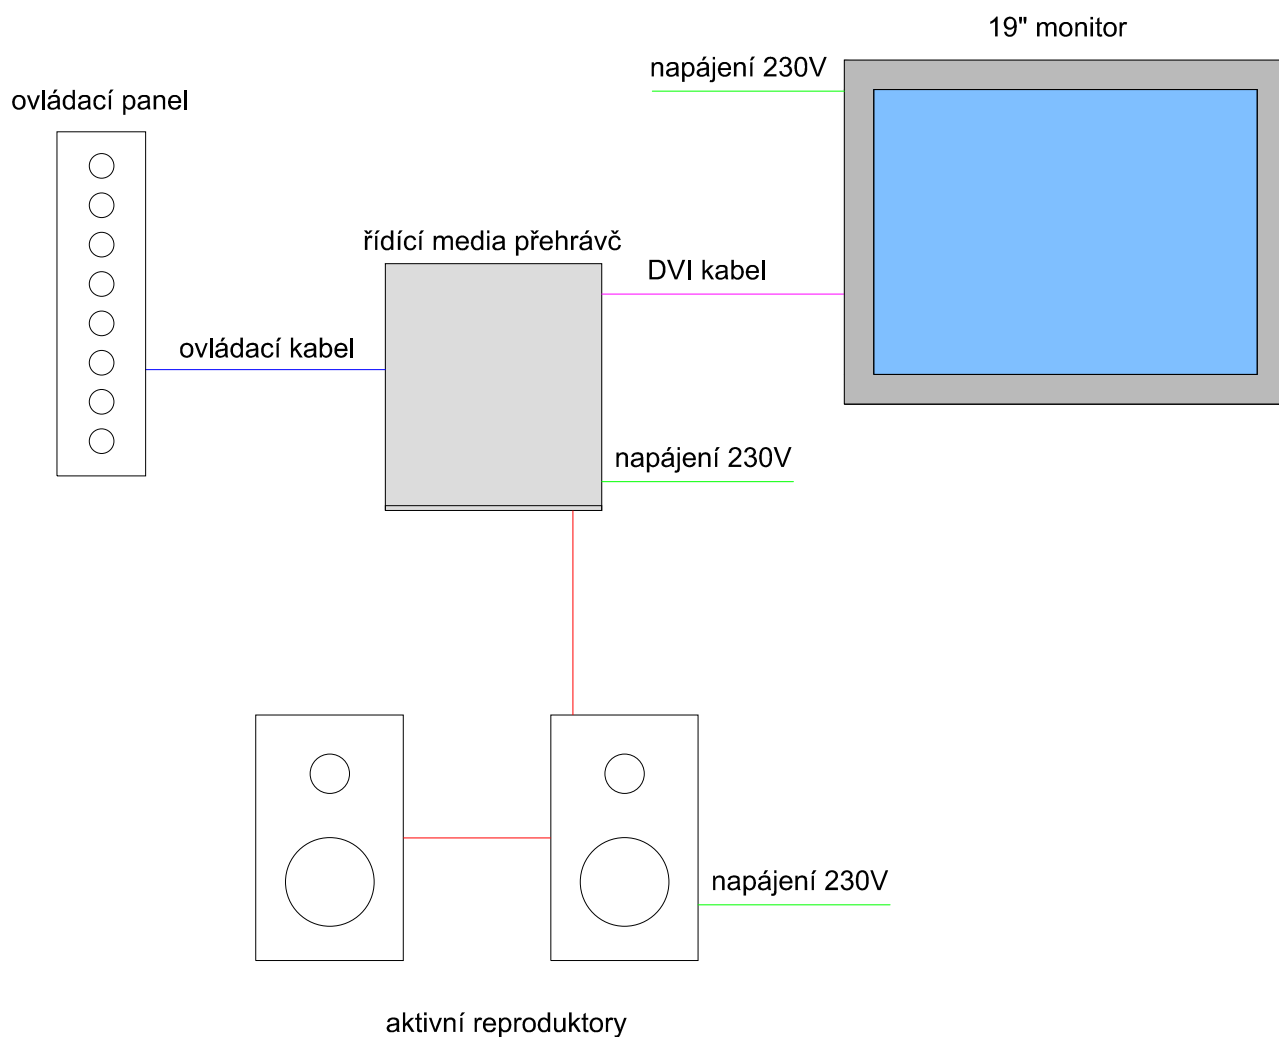 19" monitor
napájení 230V
ovládací panel
řídící media přehrávč
DVI kabel
ovládací kabel
napájení 230V
napájení 230V
aktivní reproduktory